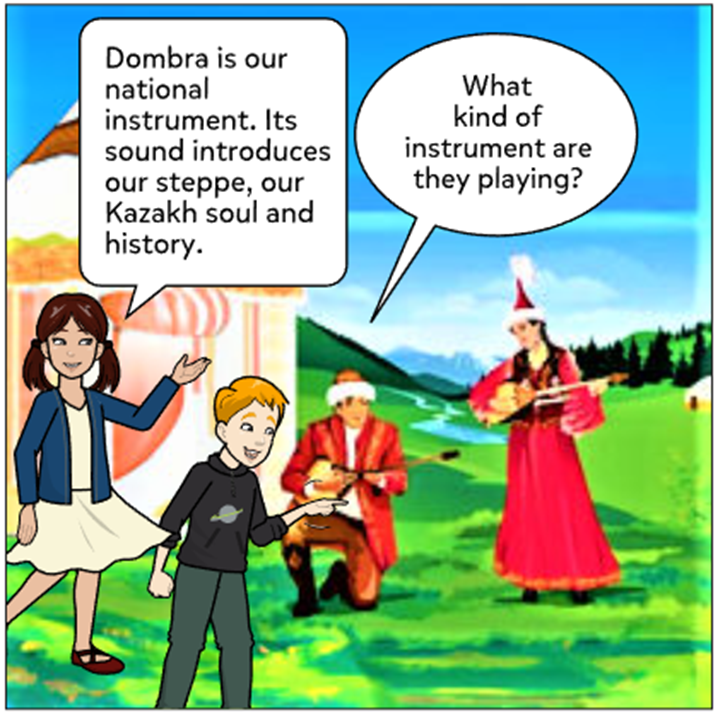 Dombra is our
national
instrument. Its
sound introduces
our steppe, our
Kazakh soul and
history.
What
kind of
instrument are
they playing?